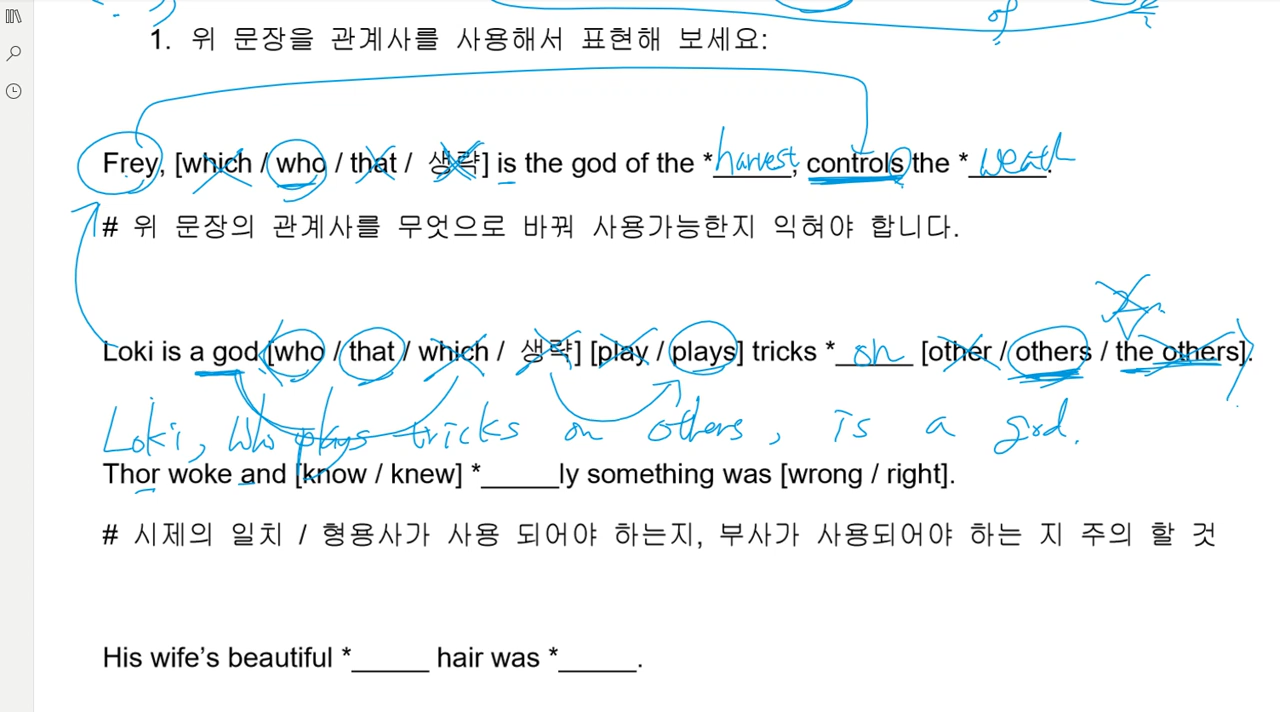 of
1. 위 문장을 관계사를 사용해서 표현해 보세요:
Frey, [which / who / that / 생략] is the god of the *harvest, controls the *weath.
# 위 문장의 관계사를 무엇으로 바꿔 사용가능한지 익혀야 합니다.
Loki is a god [who / that / which / 생략] [play / plays] tricks *on [other / others / the others].
Loki, who plays tricks on others, is a god.
Thor woke and [know / knew] *______ly something was [wrong / right].
# 시제의 일치 / 형용사가 사용 되어야 하는지, 부사가 사용되어야 하는 지 주의 할 것
His wife’s beautiful *_____ hair was *_____.